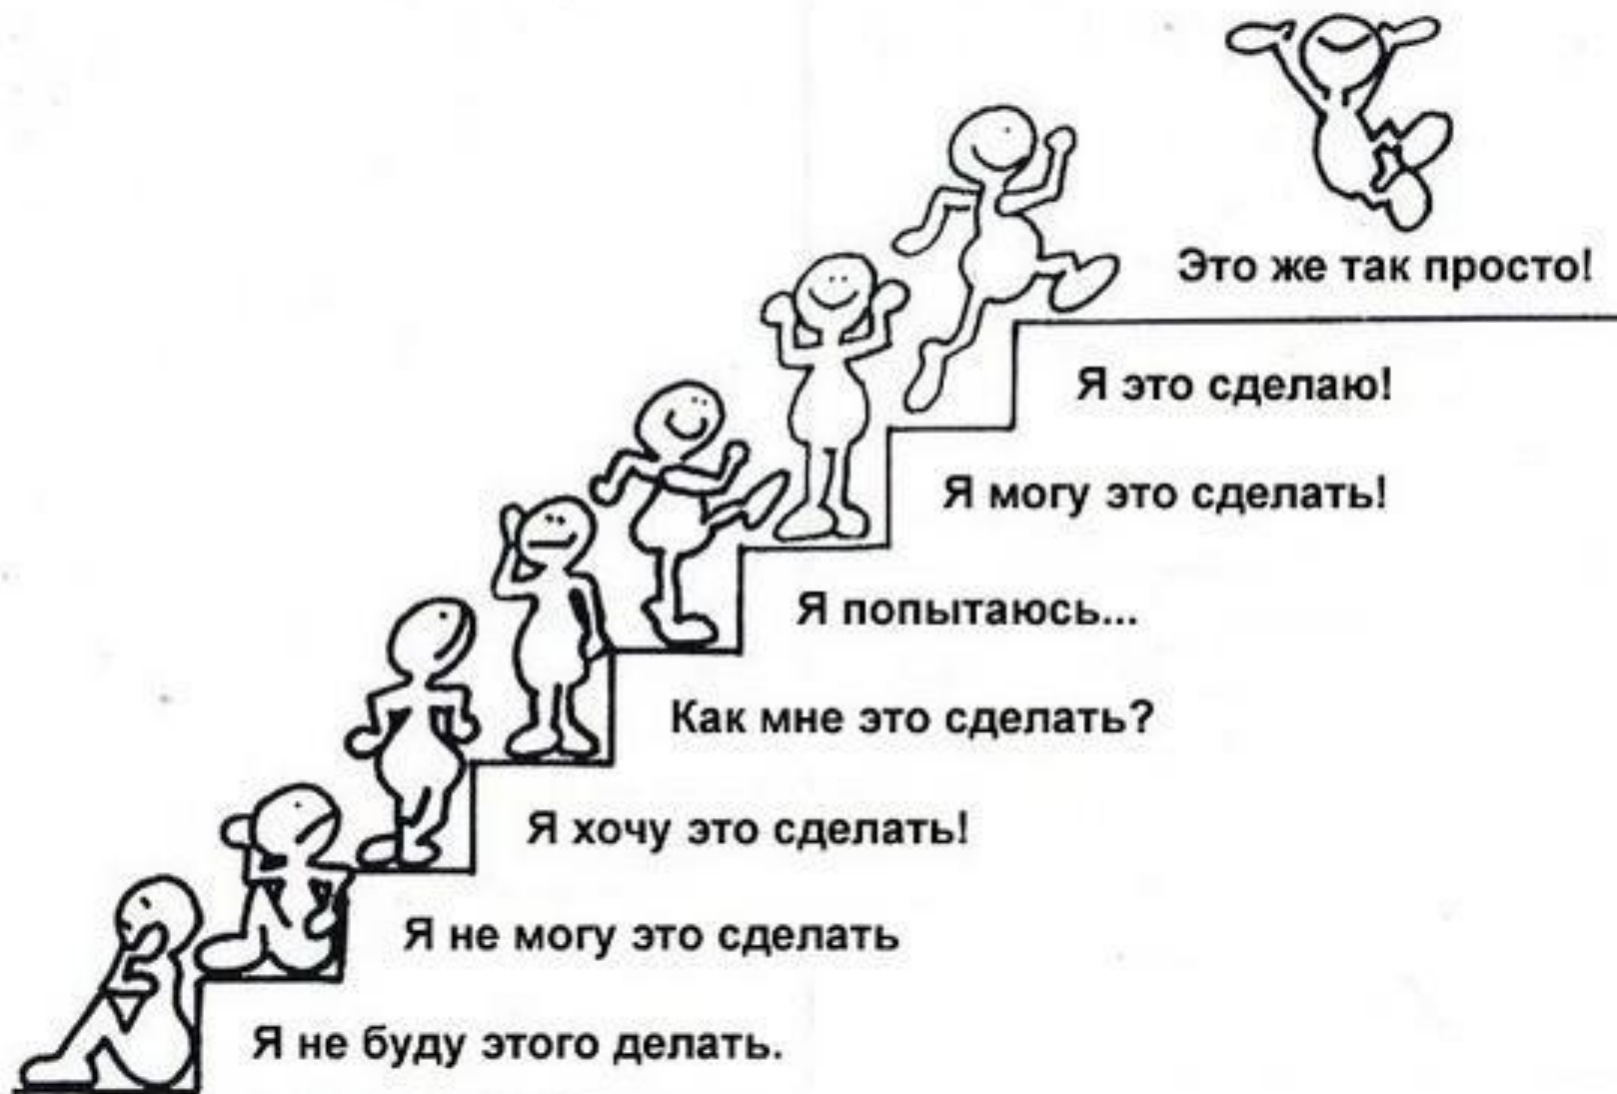 Это же так просто!
Я это сделаю!
Я могу это сделать!
Я попытаюсь...
Как мне это сделать?
Я хочу это сделать!
Я не могу это сделать
Я не буду этого делать.